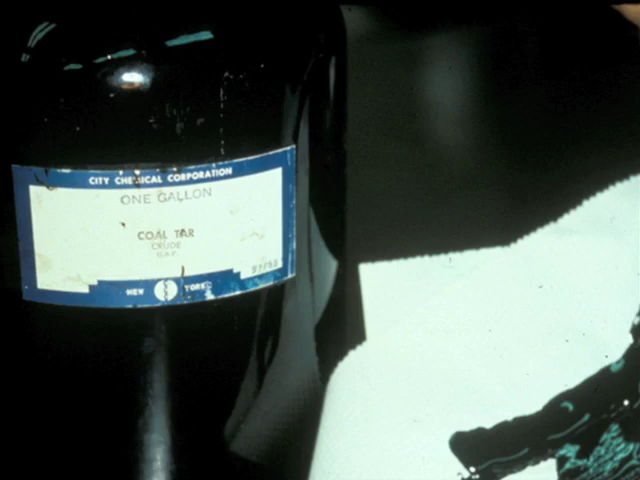 CITY CHEMICAL CORPORATION
ONE GALLON
COAL TAR
CRUDE
NEW YORK